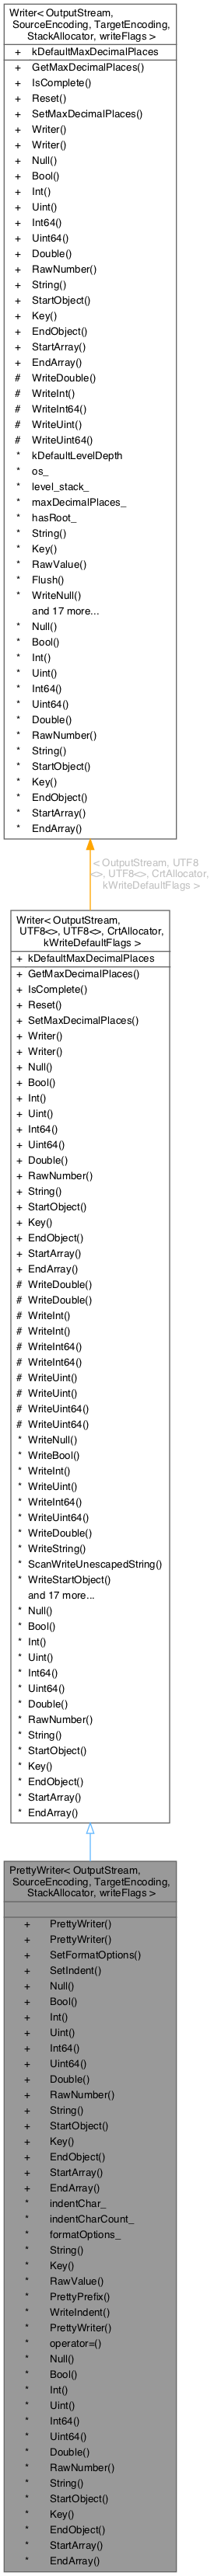 Writer< OutputStream,
SourceEncoding, TargetEncoding,
StackAllocator, writeFlags >
+ kDefaultMaxDecimalPlaces
+ GetMaxDecimalPlaces()
+ IsComplete()
+ Reset()
+ SetMaxDecimalPlaces()
+ Writer()
+ Writer()
+ Null()
+ Bool()
+ Int()
+ Uint()
+ Int64()
+ Uint64()
+ Double()
+ RawNumber()
+ String()
+ StartObject()
+ Key()
+ EndObject()
+ StartArray()
+ EndArray()
# WriteDouble()
# WriteInt()
# WriteInt64()
# WriteUint()
# WriteUint64()
* kDefaultLevelDepth
* os_
* level_stack_
* maxDecimalPlaces_
* hasRoot_
* String()
* Key()
* RawValue()
* Flush()
* WriteNull()
and 17 more...
* Null()
* Bool()
* Int()
* Uint()
* Int64()
* Uint64()
* Double()
* RawNumber()
* String()
* StartObject()
* Key()
* EndObject()
* StartArray()
* EndArray()
< OutputStream, UTF8
<>, UTF8<>, CrtAllocator,
kWriteDefaultFlags >
Writer< OutputStream,
UTF8<>, UTF8<>, CrtAllocator,
kWriteDefaultFlags >
+ kDefaultMaxDecimalPlaces
+ GetMaxDecimalPlaces()
+ IsComplete()
+ Reset()
+ SetMaxDecimalPlaces()
+ Writer()
+ Writer()
+ Null()
+ Bool()
+ Int()
+ Uint()
+ Int64()
+ Uint64()
+ Double()
+ RawNumber()
+ String()
+ StartObject()
+ Key()
+ EndObject()
+ StartArray()
+ EndArray()
# WriteDouble()
# WriteDouble()
# WriteInt()
# WriteInt()
# WriteInt64()
# WriteInt64()
# WriteUint()
# WriteUint()
# WriteUint64()
# WriteUint64()
* WriteNull()
* WriteBool()
* WriteInt()
* WriteUint()
* WriteInt64()
* WriteUint64()
* WriteDouble()
* WriteString()
* ScanWriteUnescapedString()
* WriteStartObject()
and 17 more...
* Null()
* Bool()
* Int()
* Uint()
* Int64()
* Uint64()
* Double()
* RawNumber()
* String()
* StartObject()
* Key()
* EndObject()
* StartArray()
* EndArray()
PrettyWriter< OutputStream,
SourceEncoding, TargetEncoding,
StackAllocator, writeFlags >
+ PrettyWriter()
+ PrettyWriter()
+ SetFormatOptions()
+ SetIndent()
+ Null()
+ Bool()
+ Int()
+ Uint()
+ Int64()
+ Uint64()
+ Double()
+ RawNumber()
+ String()
+ StartObject()
+ Key()
+ EndObject()
+ StartArray()
+ EndArray()
* indentChar_
* indentCharCount_
* formatOptions_
* String()
* Key()
* RawValue()
* PrettyPrefix()
* WriteIndent()
* PrettyWriter()
* operator=()
* Null()
* Bool()
* Int()
* Uint()
* Int64()
* Uint64()
* Double()
* RawNumber()
* String()
* StartObject()
* Key()
* EndObject()
* StartArray()
* EndArray()